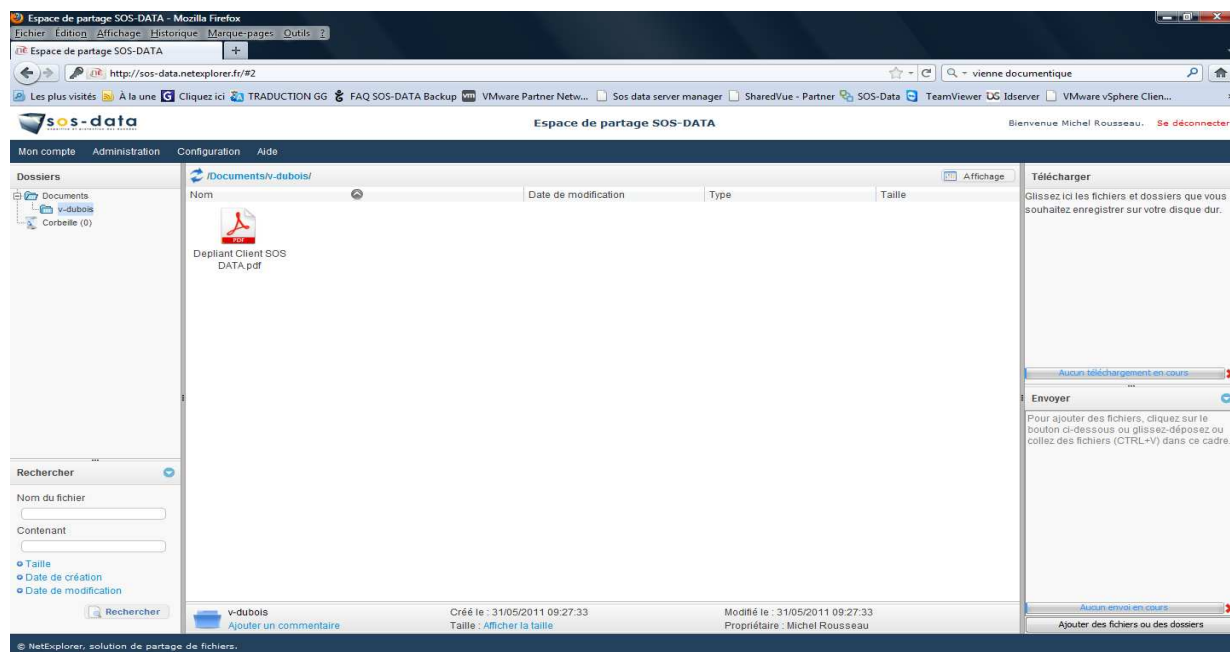 Espace de partage SOS-DATA - Mozilla Firefox
Fichier Édition Affichage Historique Marque-pages Outils ?
Espace de partage SOS-DATA +
http://sos-data.netexplorer.fr/#2
vienne documentique
Les plus visités À la une Cliquez ici TRADUCTION GG FAQ SOS-DATA Backup VMware Partner Netw... Sos data server manager SharedVue - Partner SOS-Data TeamViewer Idserver VMware vSphere Clien...
sos-data
Espace de partage SOS-DATA
Bienvenue Michel Rousseau. Se déconnecter
Mon compte Administration Configuration Aide
Dossiers
Documents
v-dubois
Corbeille (0)
/Documents/v-dubois/
Affichage
Nom Date de modification Type Taille
PDF
Depliant Client SOS
DATA.pdf
Télécharger
Glissez ici les fichiers et dossiers que vous
souhaitez enregistrer sur votre disque dur.
Aucun téléchargement en cours
Envoyer
Pour ajouter des fichiers, cliquez sur le
bouton ci-dessous ou glissez-déposez ou
collez des fichiers (CTRL+V) dans ce cadre.
Rechercher
Nom du fichier
Contenant
Taille
Date de création
Date de modification
Rechercher
v-dubois
Ajouter un commentaire
Créé le : 31/05/2011 09:27:33
Taille : Afficher la taille
Modifié le : 31/05/2011 09:27:33
Propriétaire : Michel Rousseau
Aucun envoi en cours
Ajouter des fichiers ou des dossiers
© NetExplorer, solution de partage de fichiers.